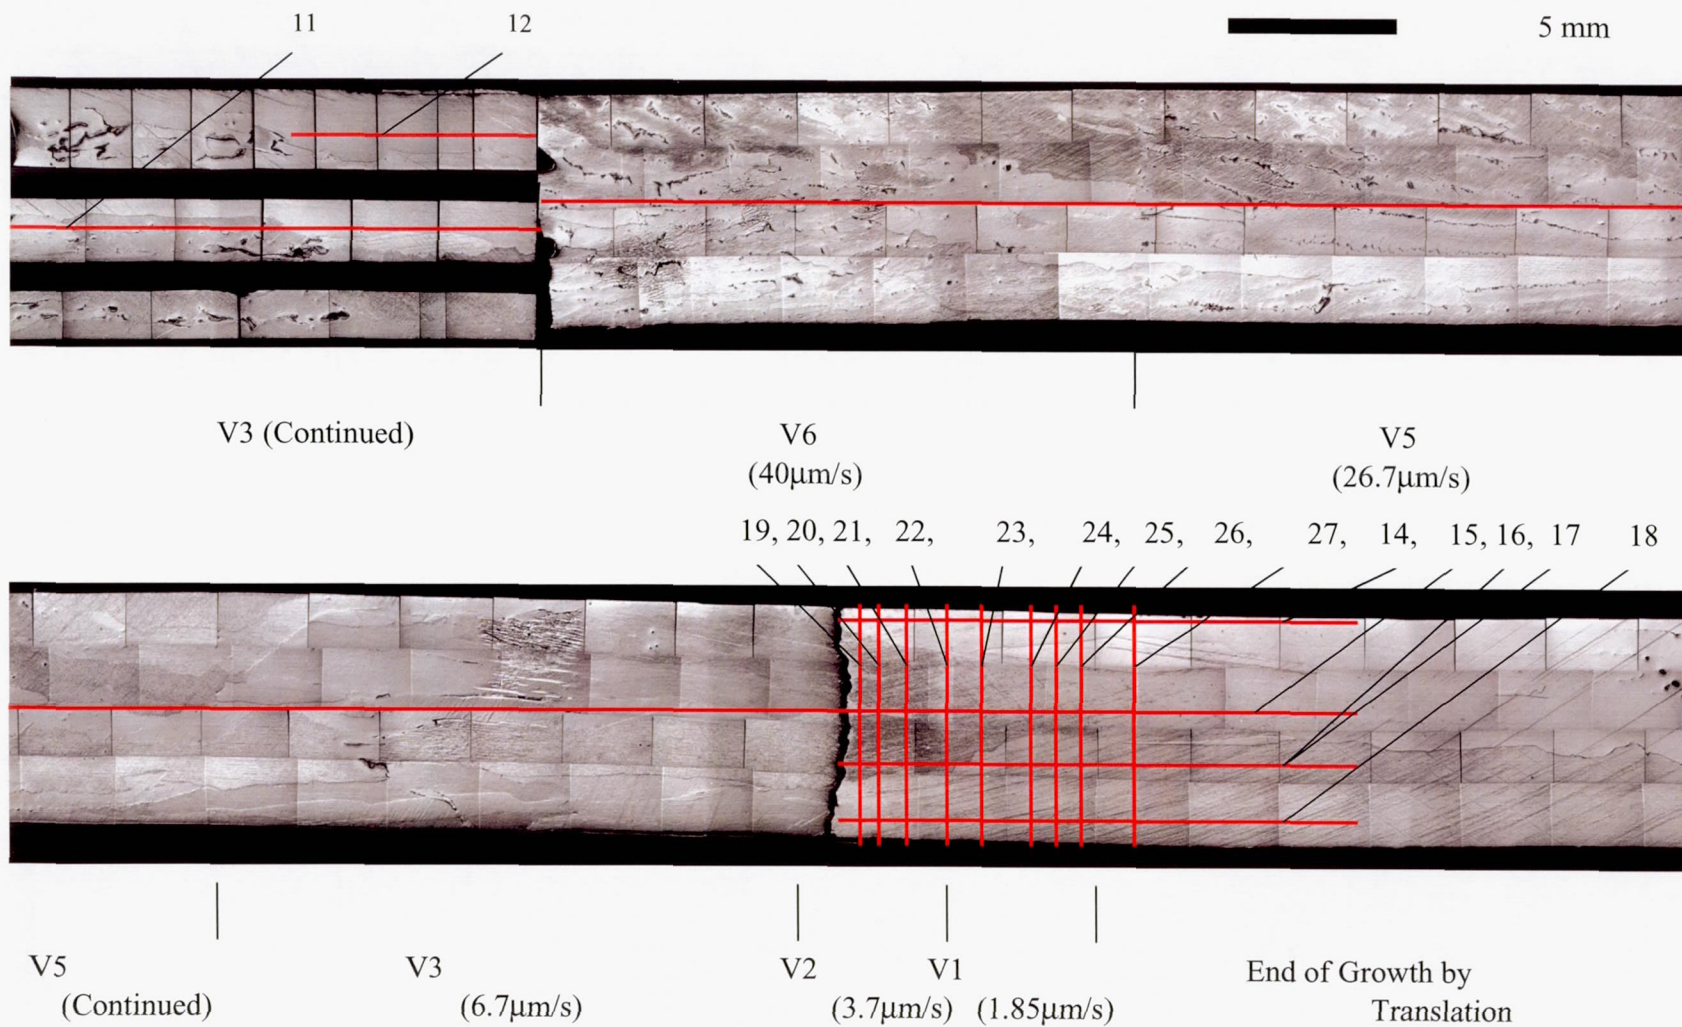 11 12 5 mm
V3 (Continued) V6 V5
(40μm/s) (26.7μm/s)
19, 20, 21, 22, 23, 24, 25, 26, 27, 14, 15, 16, 17 18
V5 V3 V2 V1 End of Growth by
(Continued) (6.7μm/s) (3.7μm/s) (1.85μm/s) Translation